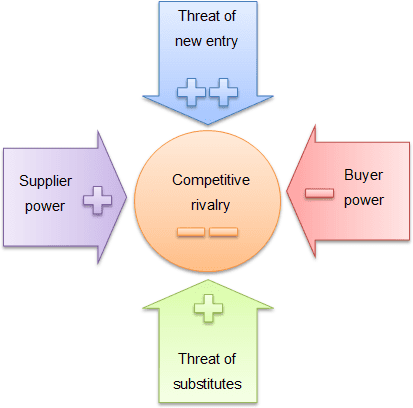 Threat of
new entry
Supplier
power
Competitive
rivalry
Buyer
power
Threat of
substitutes